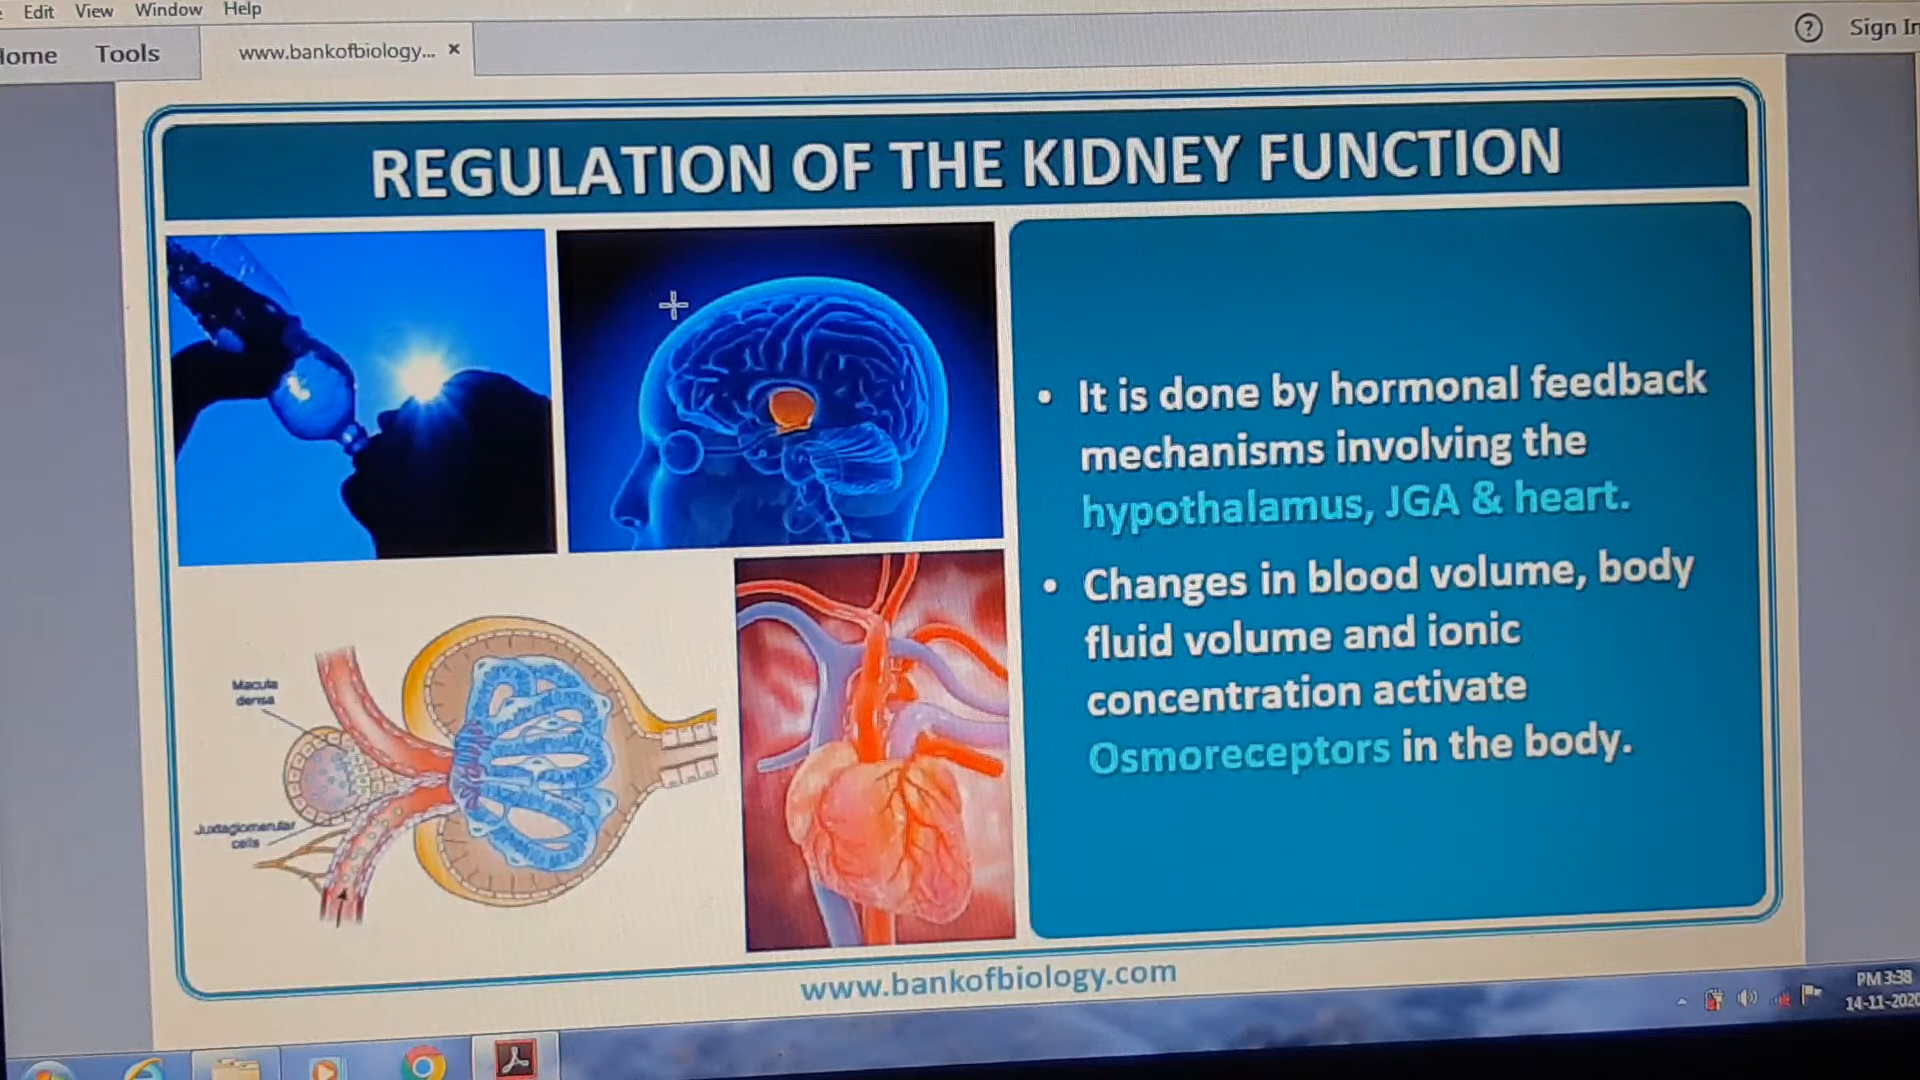 Edit View Window Help
Home Tools www.bankofbiology... × ? Sign In
REGULATION OF THE KIDNEY FUNCTION
• It is done by hormonal feedback
mechanisms involving the
hypothalamus, JGA & heart.
• Changes in blood volume, body
fluid volume and ionic
concentration activate
Osmoreceptors in the body.
Macula
densa
Juxtaglomerular
cells
www.bankofbiology.com
PM 3:38
14-11-2020